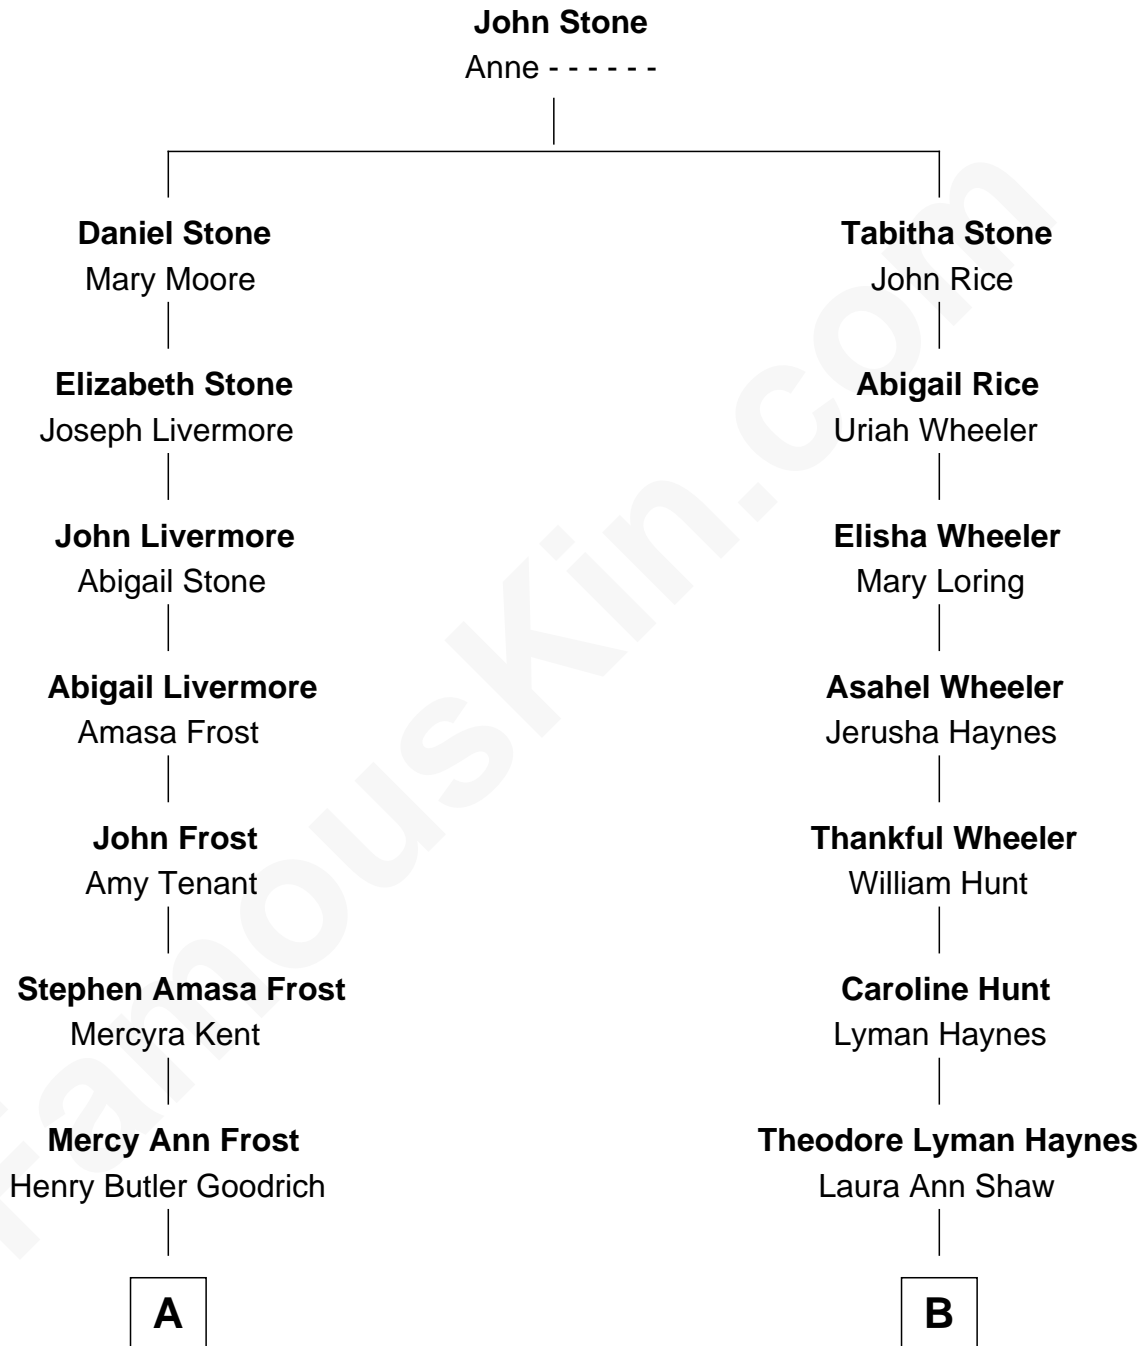 John Stone
Anne - - - - - -
Daniel Stone
Mary Moore
Tabitha Stone
John Rice
Elizabeth Stone
Joseph Livermore
Abigail Rice
Uriah Wheeler
John Livermore
Abigail Stone
Elisha Wheeler
Mary Loring
Abigail Livermore
Amasa Frost
Asahel Wheeler
Jerusha Haynes
John Frost
Amy Tenant
Thankful Wheeler
William Hunt
Stephen Amasa Frost
Mercyra Kent
Caroline Hunt
Lyman Haynes
Mercy Ann Frost
Henry Butler Goodrich
Theodore Lyman Haynes
Laura Ann Shaw
A
B
FamousKin.com